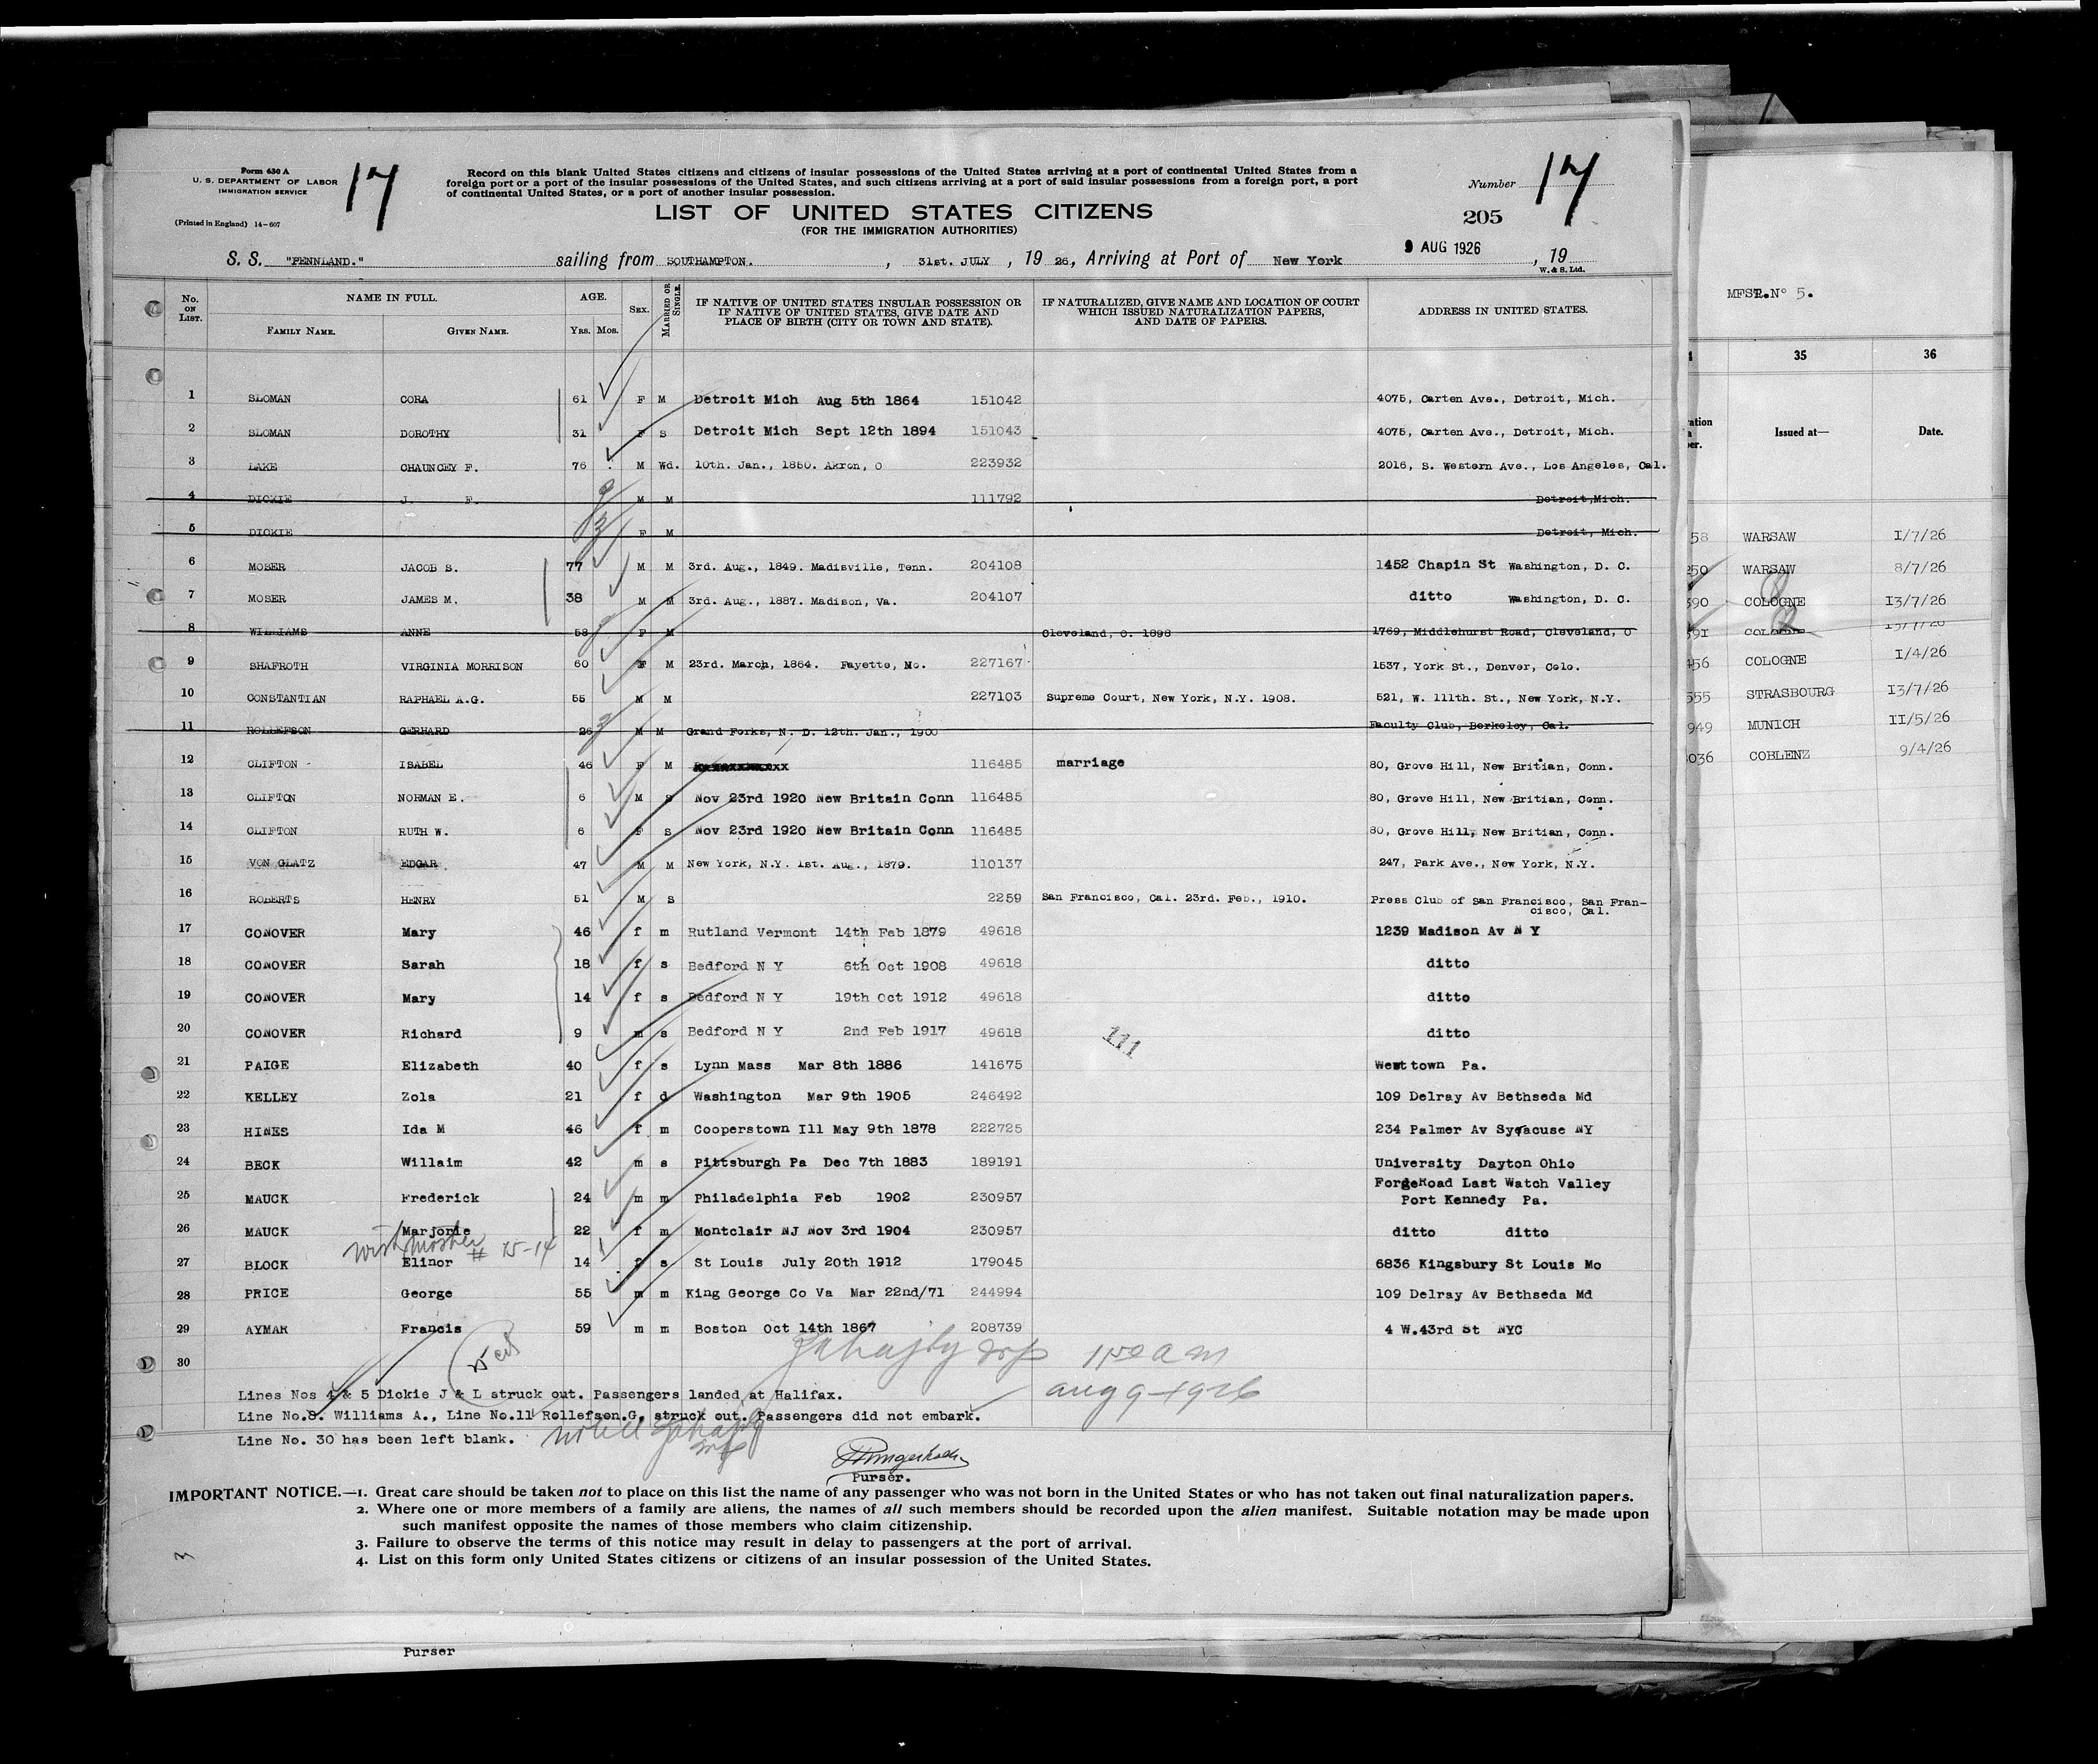 Form 630 A
U. S. DEPARTMENT OF LABOR
IMMIGRATION SERVICE
(Printed in England) 14-607
17
Record on this blank United States citizens and citizens of insular possessions of the United States arriving at a port of continental United States from a
foreign port or a port of the insular possessions of the United States, and such citizens arriving at a port of said insular possessions from a foreign port, a port
of continental United States, or a port of another insular possession.
Number 17
LIST OF UNITED STATES CITIZENS
205
(FOR THE IMMIGRATION AUTHORITIES)
S. S. "PENNLAND." sailing from SOUTHAMPTON. , 31st. JULY , 19 26, Arriving at Port of New York 9 AUG 1926 , 19
W. & S. Ltd.
No. ON LIST. NAME IN FULL. AGE. SEX. MARRIED OR SINGLE. IF NATIVE OF UNITED STATES INSULAR POSSESSION OR IF NATIVE OF UNITED STATES, GIVE DATE AND PLACE OF BIRTH (CITY OR TOWN AND STATE). IF NATURALIZED, GIVE NAME AND LOCATION OF COURT WHICH ISSUED NATURALIZATION PAPERS, AND DATE OF PAPERS. ADDRESS IN UNITED STATES.
FAMILY NAME. GIVEN NAME. YRS. MOS.
1 SLOMAN CORA 61 F M Detroit Mich Aug 5th 1864 151042 4075, Carten Ave., Detroit, Mich.
2 SLOMAN DOROTHY 31 F S Detroit Mich Sept 12th 1894 151043 4075, Carten Ave., Detroit, Mich.
3 LAKE CHAUNCEY F. 76 M Wd. 10th. Jan., 1850. Akron, O 223932 2016, S. Western Ave., Los Angeles, Cal.
4 DICKIE J. F. M M 111792 Detroit,Mich.
5 DICKIE F M Detroit, Mich.
6 MOSER JACOB S. 77 M M 3rd. Aug., 1849. Madisville, Tenn. 204108 1452 Chapin St Washington, D. C.
7 MOSER JAMES M. 38 M M 3rd. Aug., 1887. Madison, Va. 204107 ditto Washington, D. C.
8 WILLIAMS ANNE 58 F M Cleveland, O. 1898 1769, Middlehurst Road, Cleveland, O
9 SHAFROTH VIRGINIA MORRISON 60 F M 23rd. March, 1864. Fayette, Mo. 227167 1537, York St., Denver, Colo.
10 CONSTANTIAN RAPHAEL A.G. 55 M M 227103 Supreme Court, New York, N.Y. 1908. 521, W. 111th. St., New York, N.Y.
11 ROLLEFSON GERHARD 26 M M Grand Forks, N. D. 12th. Jan., 1900 Faculty Club, Berkeley, Cal.
12 CLIFTON ISABEL 46 F M 116485 marriage 80, Grove Hill, New Britian, Conn.
13 CLIFTON NORMAN E. 6 M S Nov 23rd 1920 New Britain Conn 116485 80, Grove Hill, New Britian, Conn.
14 CLIFTON RUTH W. 6 F S Nov 23rd 1920 New Britain Conn 116485 80, Grove Hill, New Britian, Conn.
15 VON GLATZ EDGAR 47 M M New York, N.Y. 1st. Aug., 1879. 110137 247, Park Ave., New York, N.Y.
16 ROBERTS HENRY 51 M S 2259 San Francisco, Cal. 23rd. Feb., 1910. Press Club of San Francisco, San Fran-
cisco, Cal.
17 CONOVER Mary 46 f m Rutland Vermont 14th Feb 1879 49618 1239 Madison Av N Y
18 CONOVER Sarah 18 f s Bedford N Y 6th Oct 1908 49618 ditto
19 CONOVER Mary 14 f s Bedford N Y 19th Oct 1912 49618 ditto
20 CONOVER Richard 9 m s Bedford N Y 2nd Feb 1917 49618 111 ditto
21 PAIGE Elizabeth 40 f s Lynn Mass Mar 8th 1886 141675 West town Pa.
22 KELLEY Zola 21 f d Washington Mar 9th 1905 246492 109 Delray Av Bethseda Md
23 HINES Ida M 46 f m Cooperstown Ill May 9th 1878 222725 234 Palmer Av Syracuse NY
24 BECK Willaim 42 m s Pittsburgh Pa Dec 7th 1883 189191 University Dayton Ohio
25 MAUCK Frederick 24 m m Philadelphia Feb 1902 230957 ForgeRoad Last Watch Valley
Port Kennedy Pa.
26 MAUCK Marjorie 22 f m Montclair NJ Nov 3rd 1904 230957 ditto ditto
with mother # 15-14
27 BLOCK Elinor 14 f s St Louis July 20th 1912 179045 6836 Kingsbury St Louis Mo
28 PRICE George 55 m m King George Co Va Mar 22nd/71 244994 109 Delray Av Bethseda Md
29 AYMAR Francis 59 m m Boston Oct 14th 1867 208739 4 W.43rd St NYC
30
Lines Nos 4 & 5 Dickie J & L struck out. Passengers landed at Halifax.
aug 9-1926
Line No.8. Williams A., Line No.11 Rollefson.G. struck out. Passengers did not embark.
Line No. 30 has been left blank.
Purser.
IMPORTANT NOTICE.—1. Great care should be taken not to place on this list the name of any passenger who was not born in the United States or who has not taken out final naturalization papers.
2. Where one or more members of a family are aliens, the names of all such members should be recorded upon the alien manifest. Suitable notation may be made upon
such manifest opposite the names of those members who claim citizenship.
3. Failure to observe the terms of this notice may result in delay to passengers at the port of arrival.
4. List on this form only United States citizens or citizens of an insular possession of the United States.
3
Purser
MFST. Nº 5.
35 36
Issued at— Date.
58 WARSAW I/7/26
250 WARSAW 8/7/26
390 COLOGNE I3/7/26
391 COLOGNE I3/7/26
456 COLOGNE I/4/26
555 STRASBOURG I3/7/26
949 MUNICH II/5/26
036 COBLENZ 9/4/26